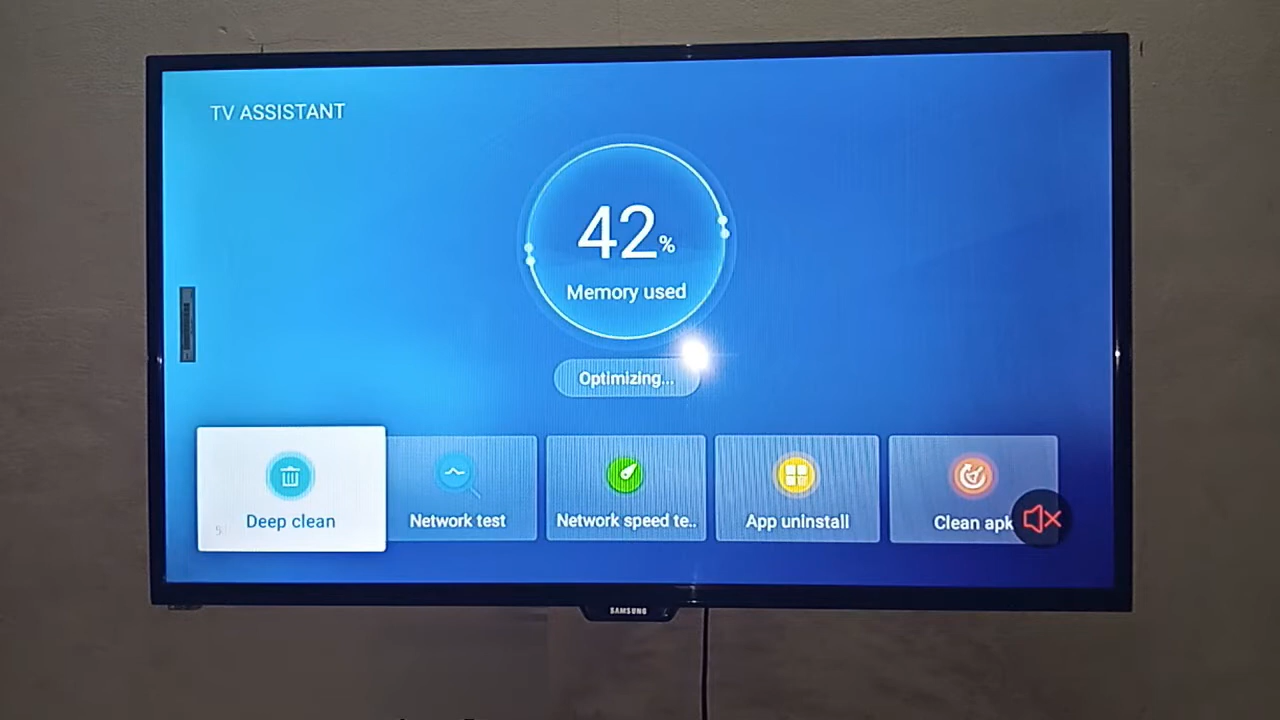 TV ASSISTANT
42%
Memory used
Optimizing...
Deep clean
Network test
Network speed te..
App uninstall
Clean apk
SAMSUNG